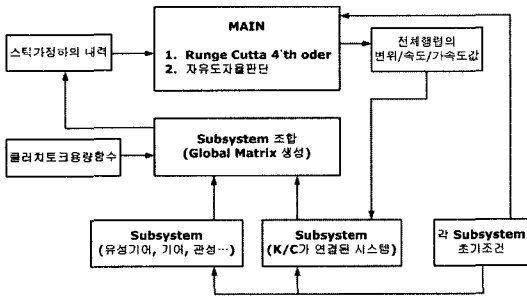 MAIN
1. Runge Cutta 4'th oder
2. 자유도자율판단
스틱가정하의 내력
전체행렬의
변위/속도/가속도값
Subsystem 조합
(Global Matrix 생성)
클러치토크용량함수
Subsystem
(유성기어, 기어, 관성…)
Subsystem
(K/C가 연결된 시스템)
각 Subsystem
초기조건